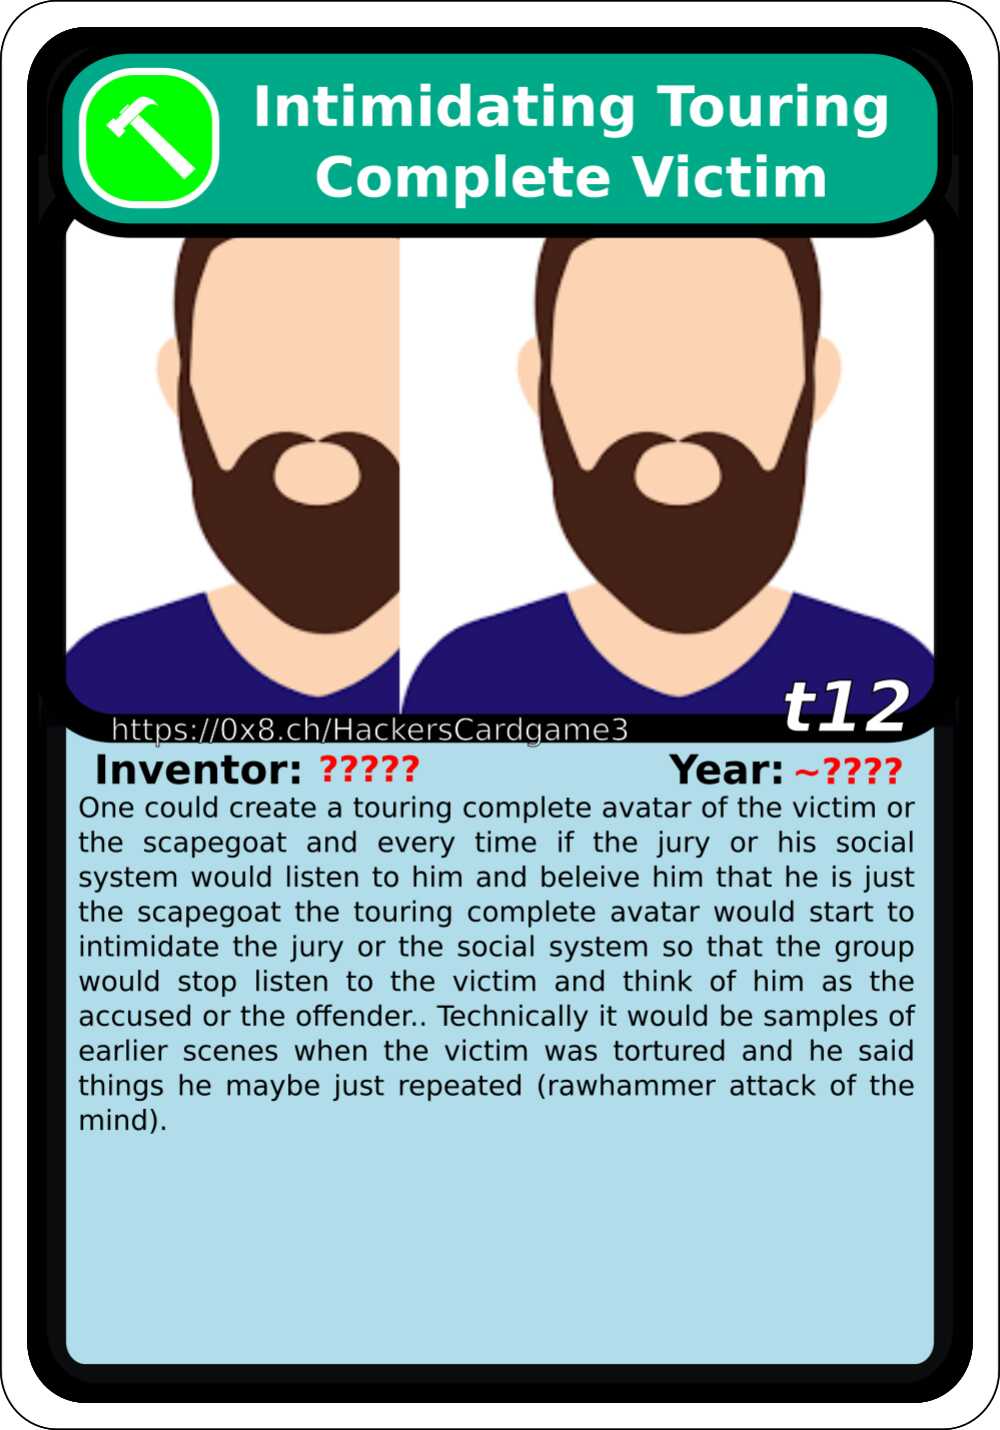 Intimidating Touring
Complete Victim
t12
https://0x8.ch/HackersCardgame3
Inventor: ????? Year: ~????
One could create a touring complete avatar of the victim or
the scapegoat and every time if the jury or his social
system would listen to him and beleive him that he is just
the scapegoat the touring complete avatar would start to
intimidate the jury or the social system so that the group
would stop listen to the victim and think of him as the
accused or the offender.. Technically it would be samples of
earlier scenes when the victim was tortured and he said
things he maybe just repeated (rawhammer attack of the
mind).